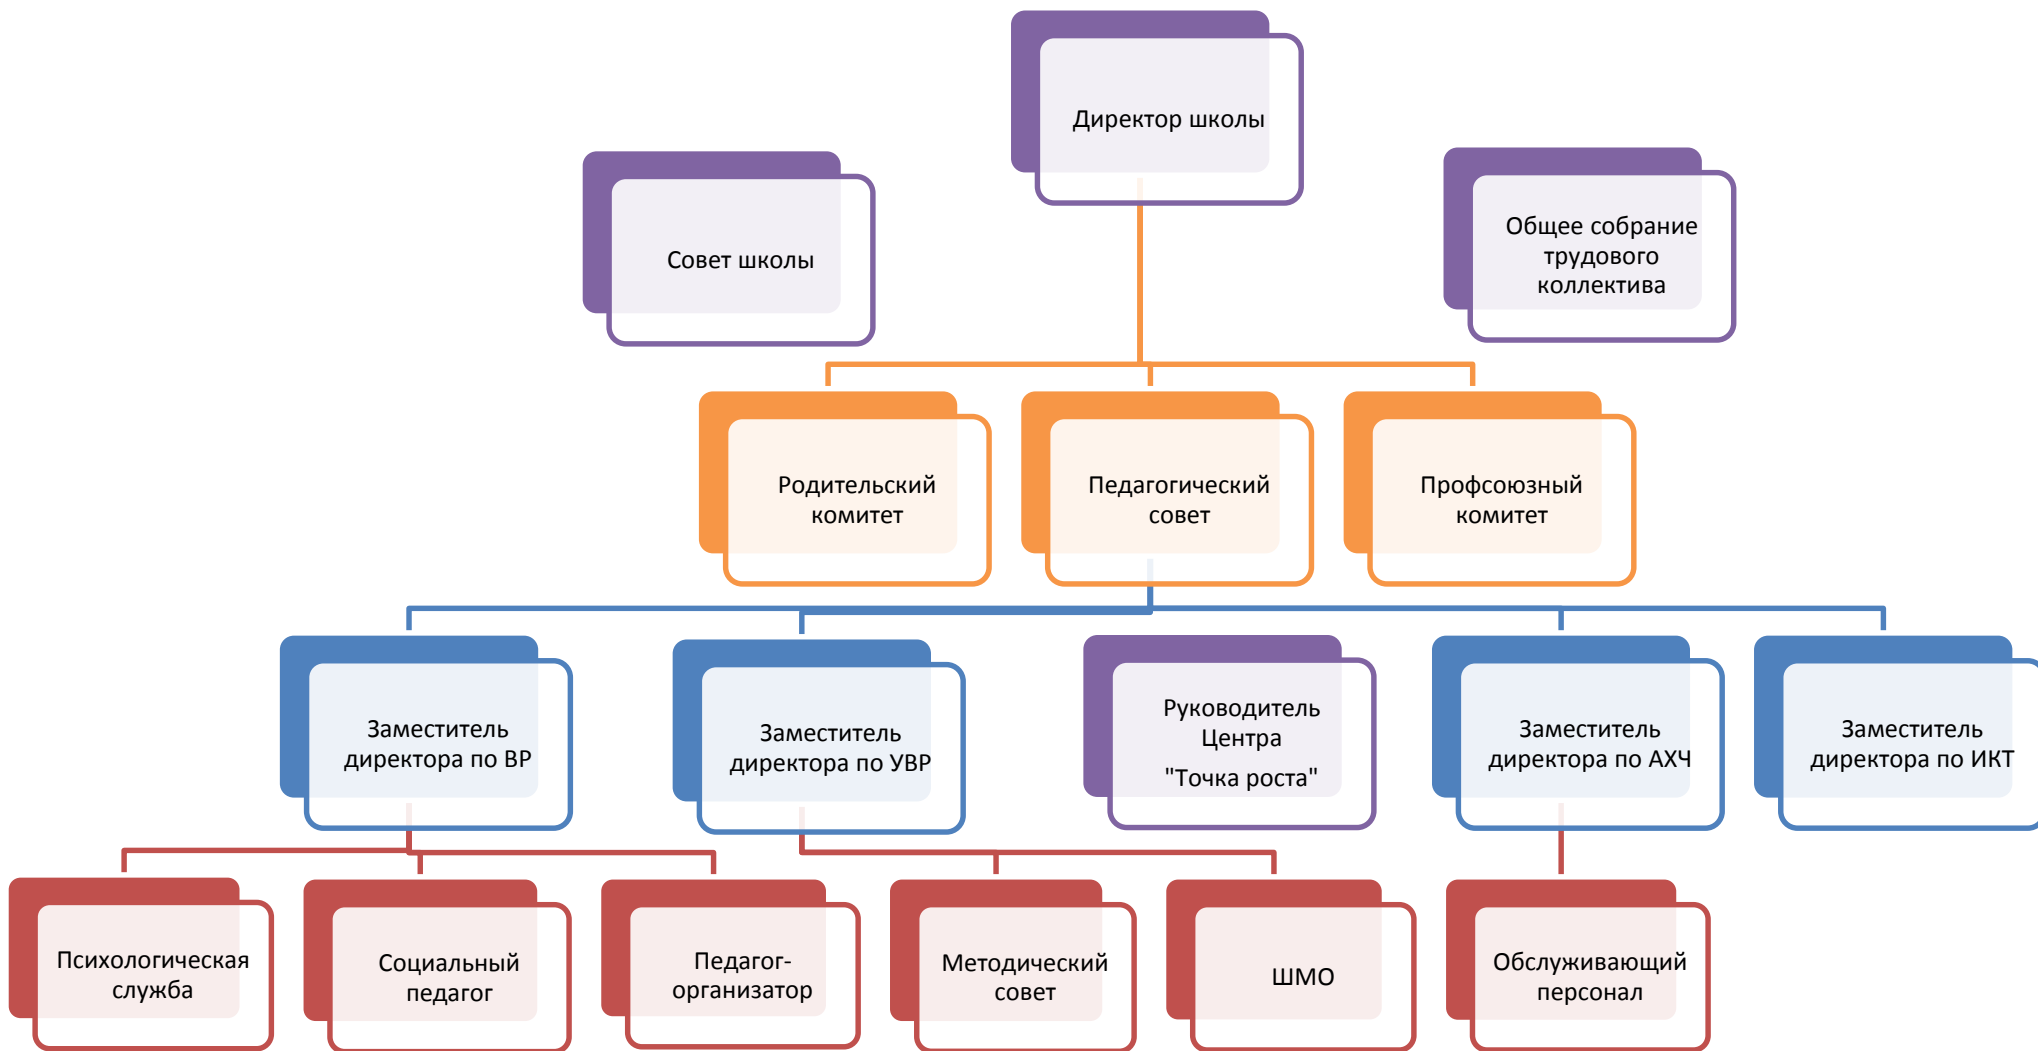 Директор школы
Совет школы
Общее собрание
трудового
коллектива
Родительский
комитет
Педагогический
совет
Профсоюзный
комитет
Заместитель
директора по ВР
Заместитель
директора по УВР
Руководитель
Центра
"Точка роста"
Заместитель
директора по АХЧ
Заместитель
директора по ИКТ
Психологическая
служба
Социальный
педагог
Педагог-
организатор
Методический
совет
ШМО
Обслуживающий
персонал